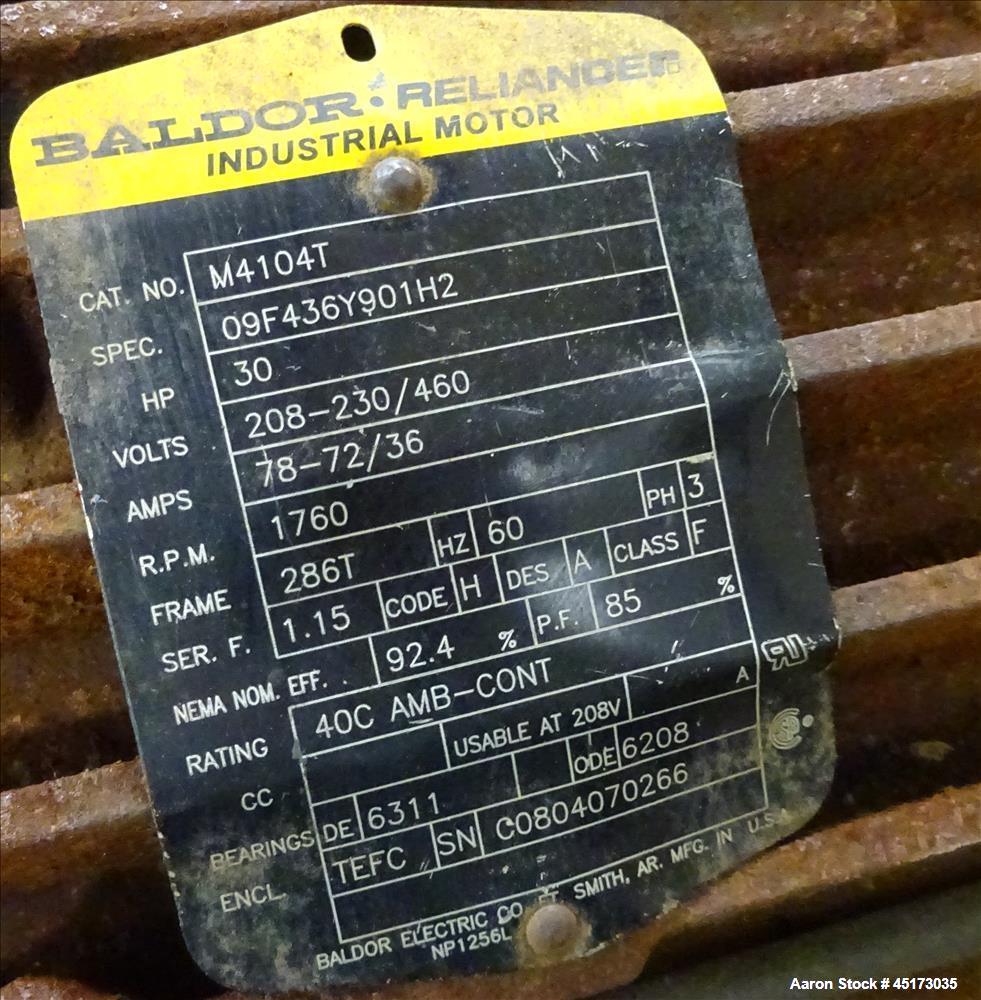 BALDOR · RELIANCER
INDUSTRIAL MOTOR
CAT. NO. M4104T
SPEC. 09F436Y901H2
HP 30
VOLTS 208-230/460
AMPS 78-72/36
R.P.M. 1760
FRAME 286T HZ 60 PH 3
SER. F. 1.15 CODE H DES A CLASS F
NEMA NOM. EFF. 92.4 % P.F. 85 %
RATING 40C AMB-CONT
CC USABLE AT 208V A
BEARINGS DE 6311 ODE 6208
ENCL. TEFC SN C0804070266
BALDOR ELECTRIC CO. FT. SMITH, AR. MFG. IN U.S.A.
NP1256L
Aaron Stock # 45173035